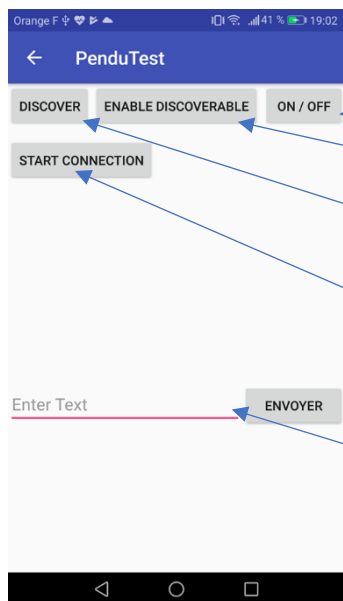 Orange F 41 % 19:02
PenduTest
DISCOVER ENABLE DISCOVERABLE ON / OFF
START CONNECTION
Enter Text ENVOYER